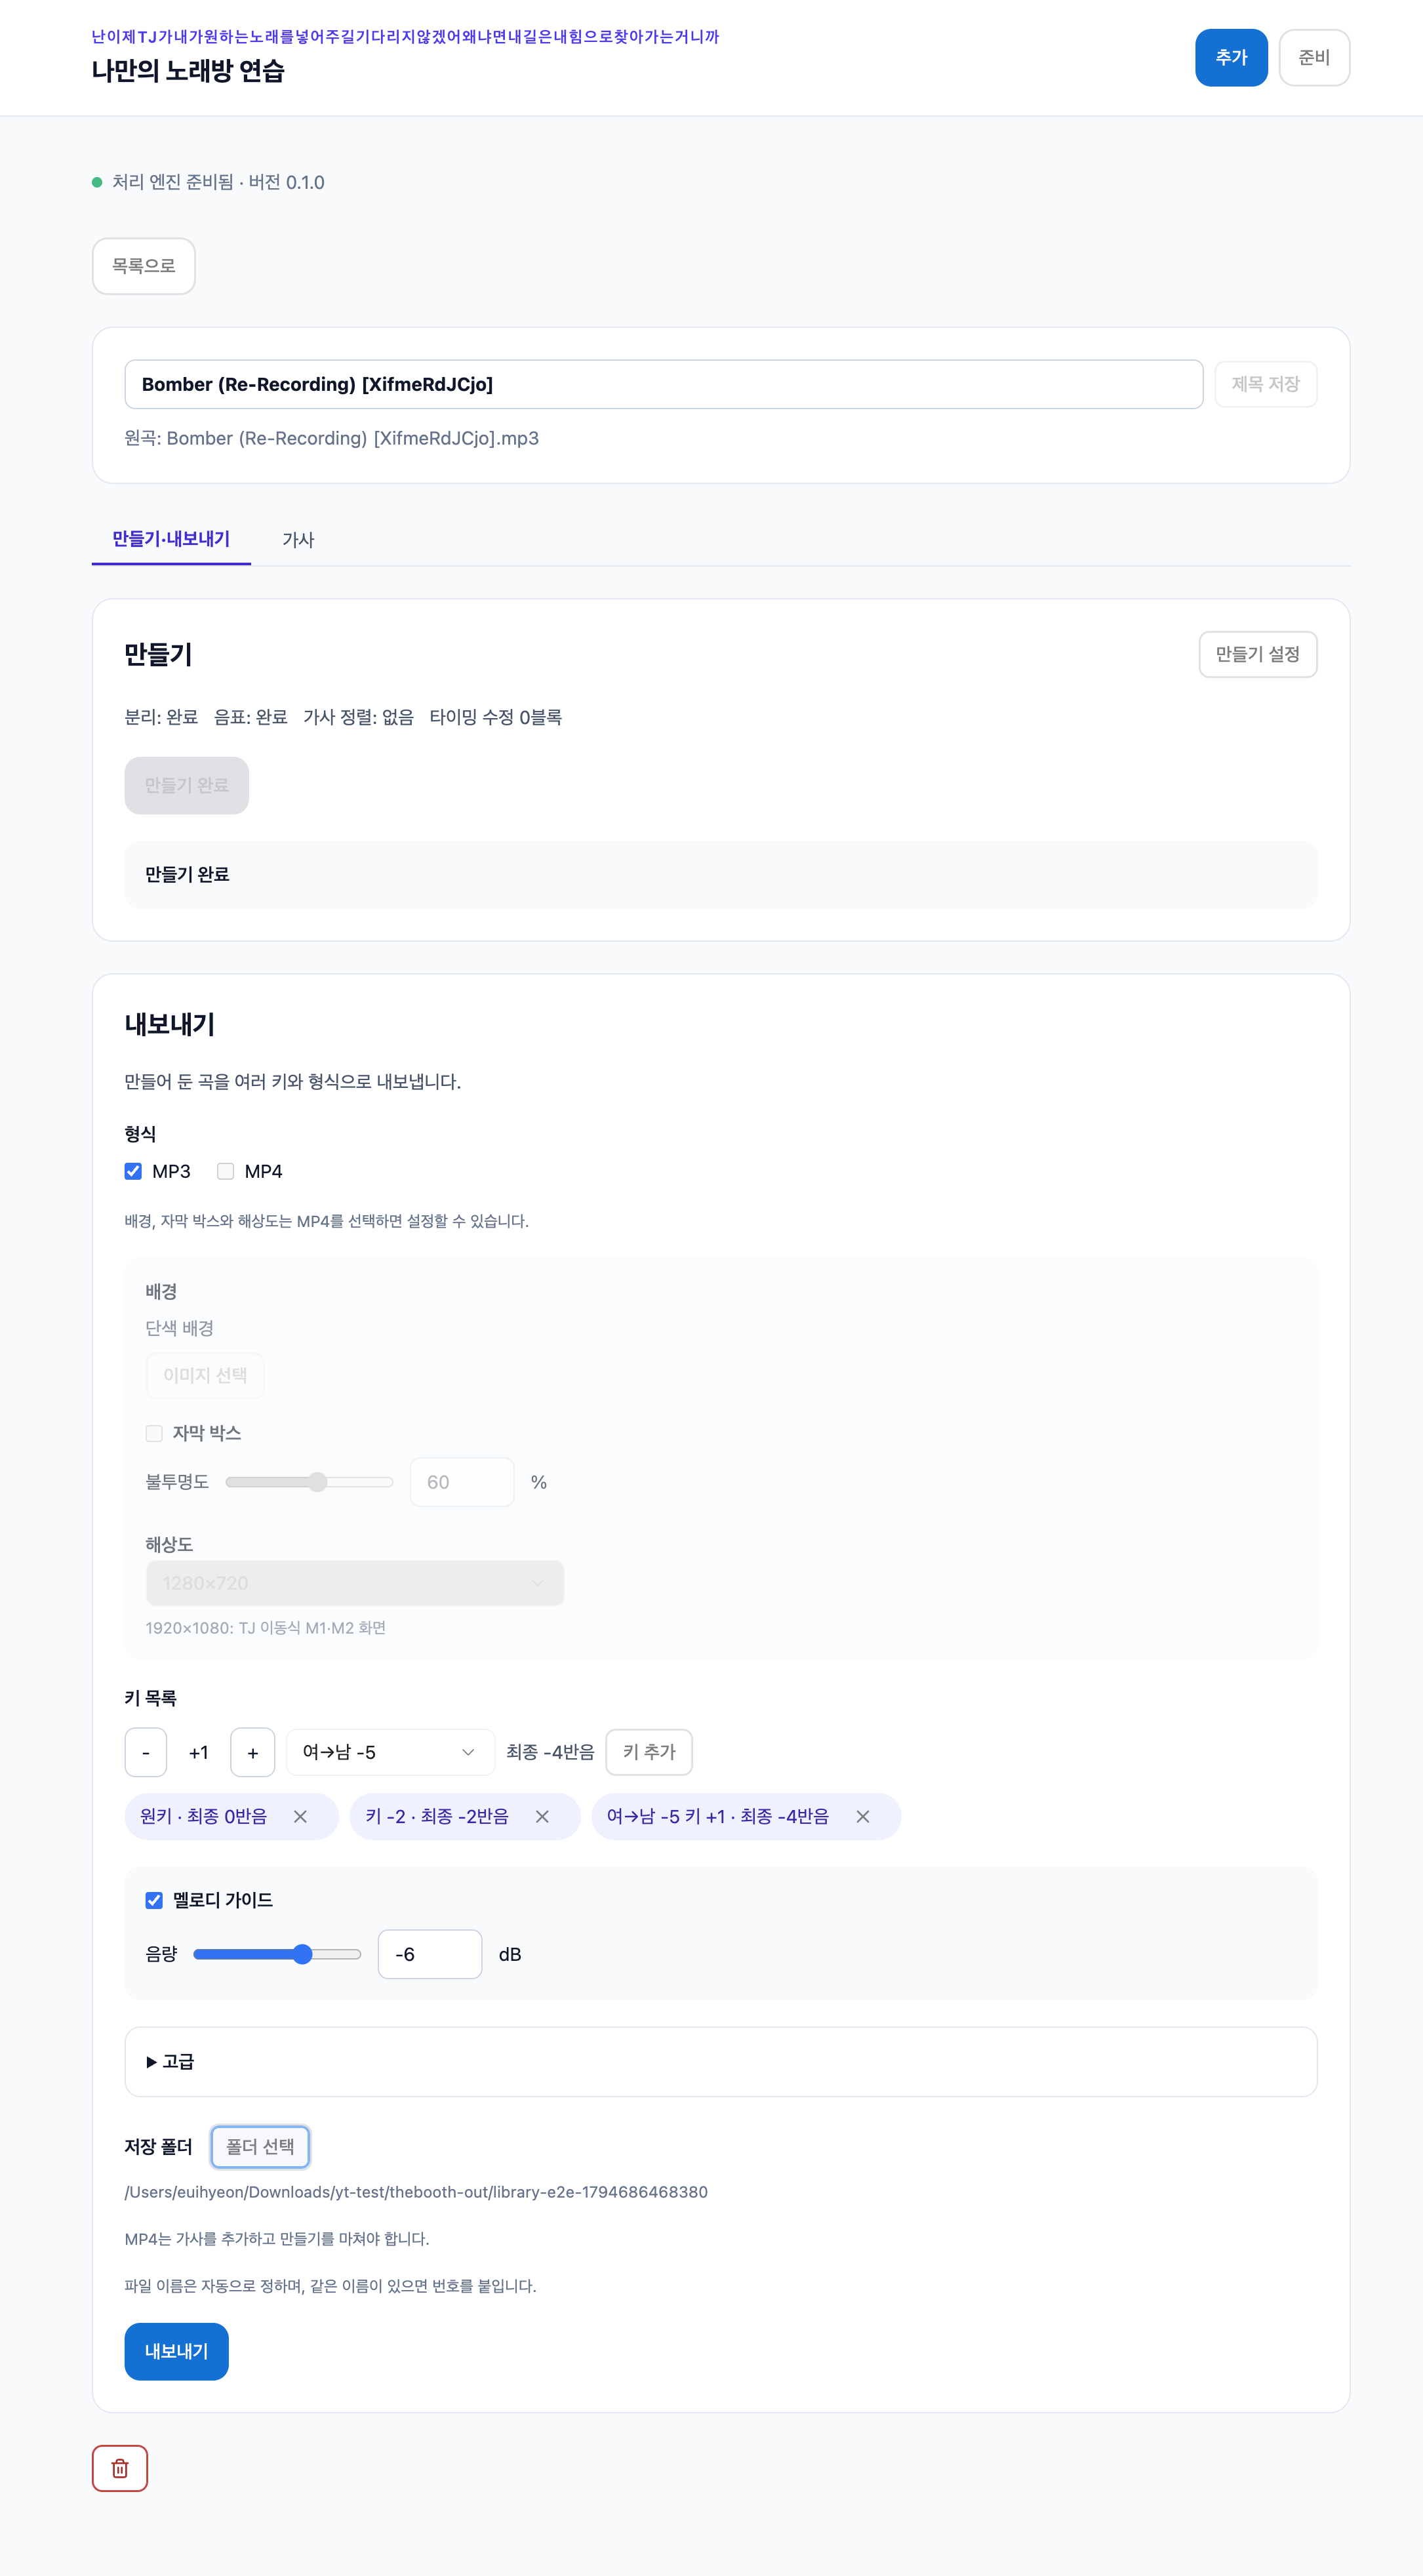 난이제TJ가내가원하는노래를넣어주길기다리지않겠어왜냐면내길은내힘으로찾아가는거니까
나만의 노래방 연습
추가 준비
처리 엔진 준비됨 · 버전 0.1.0
목록으로
Bomber (Re-Recording) [XifmeRdJCjo] 제목 저장
원곡: Bomber (Re-Recording) [XifmeRdJCjo].mp3
만들기·내보내기 가사
만들기 만들기 설정
분리: 완료 음표: 완료 가사 정렬: 없음 타이밍 수정 0블록
만들기 완료
만들기 완료
내보내기
만들어 둔 곡을 여러 키와 형식으로 내보냅니다.
형식
MP3 MP4
배경, 자막 박스와 해상도는 MP4를 선택하면 설정할 수 있습니다.
배경
단색 배경
이미지 선택
자막 박스
불투명도 60 %
해상도
1280×720
1920×1080: TJ 이동식 M1·M2 화면
키 목록
- +1 + 여→남 -5 최종 -4반음 키 추가
원키 · 최종 0반음 × 키 -2 · 최종 -2반음 × 여→남 -5 키 +1 · 최종 -4반음 ×
멜로디 가이드
음량 -6 dB
▶ 고급
저장 폴더 폴더 선택
/Users/euihyeon/Downloads/yt-test/thebooth-out/library-e2e-1794686468380
MP4는 가사를 추가하고 만들기를 마쳐야 합니다.
파일 이름은 자동으로 정하며, 같은 이름이 있으면 번호를 붙입니다.
내보내기